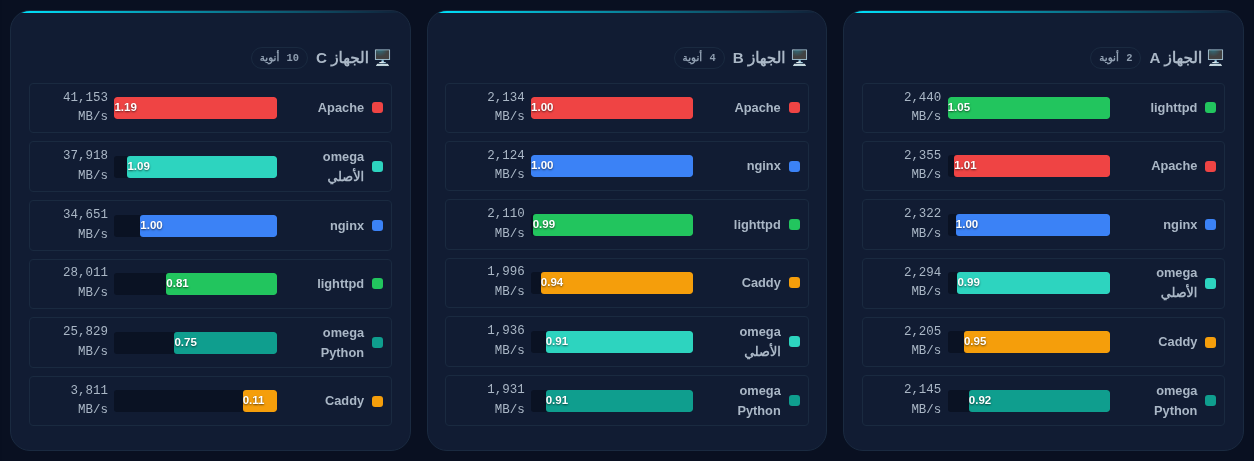 الجهاز A 2 أنوية
lighttpd 1.05 2,440 MB/s
Apache 1.01 2,355 MB/s
nginx 1.00 2,322 MB/s
omega الأصلي 0.99 2,294 MB/s
Caddy 0.95 2,205 MB/s
omega Python 0.92 2,145 MB/s
الجهاز B 4 أنوية
Apache 1.00 2,134 MB/s
nginx 1.00 2,124 MB/s
lighttpd 0.99 2,110 MB/s
Caddy 0.94 1,996 MB/s
omega الأصلي 0.91 1,936 MB/s
omega Python 0.91 1,931 MB/s
الجهاز C 10 أنوية
Apache 1.19 41,153 MB/s
omega الأصلي 1.09 37,918 MB/s
nginx 1.00 34,651 MB/s
lighttpd 0.81 28,011 MB/s
omega Python 0.75 25,829 MB/s
Caddy 0.11 3,811 MB/s